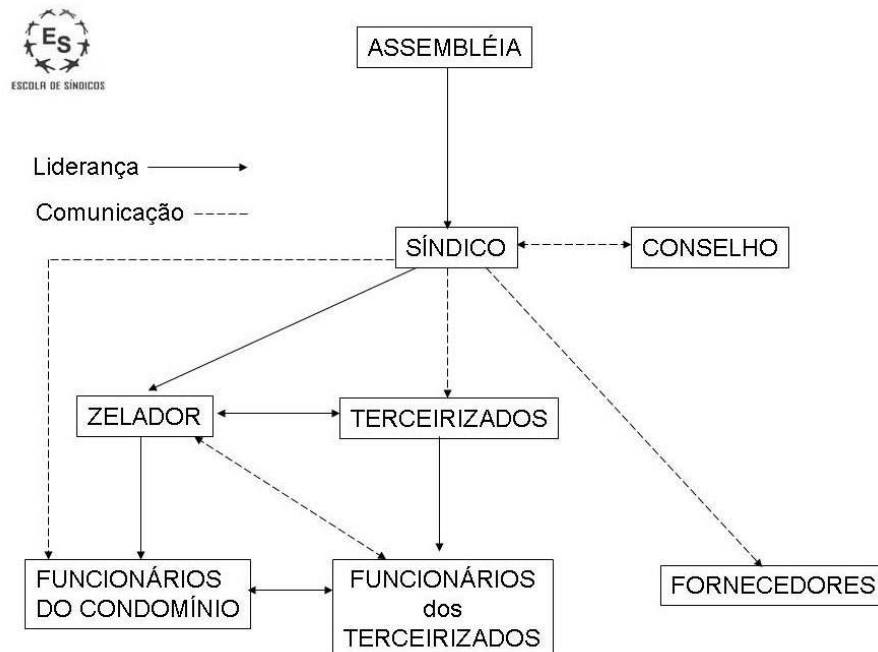 ES
ESCOLA DE SÍNDICOS
ASSEMBLÉIA
Liderança
Comunicação
SÍNDICO
CONSELHO
ZELADOR
TERCEIRIZADOS
FUNCIONÁRIOS
DO CONDOMÍNIO
FUNCIONÁRIOS
dos
TERCEIRIZADOS
FORNECEDORES